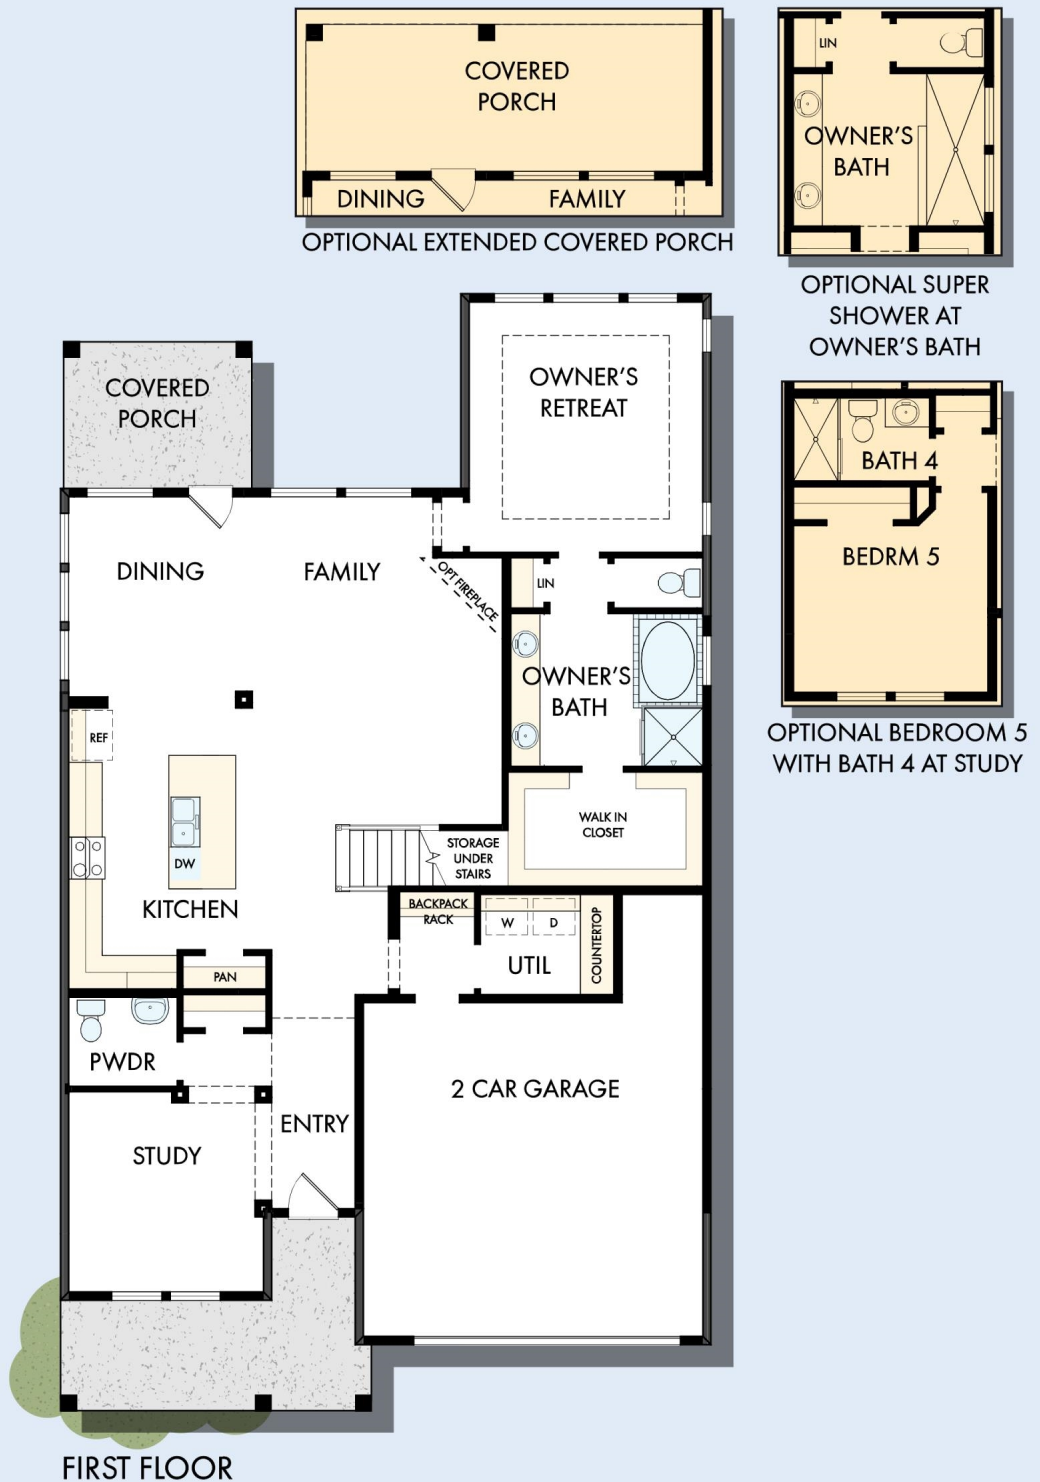 COVERED
PORCH
DINING
FAMILY
OPTIONAL EXTENDED COVERED PORCH
LIN
OWNER'S
BATH
OPTIONAL SUPER
SHOWER AT
OWNER'S BATH
COVERED
PORCH
OWNER'S
RETREAT
BATH 4
BEDRM 5
OPTIONAL BEDROOM 5
WITH BATH 4 AT STUDY
DINING
FAMILY
OPT FIREPLACE
LIN
OWNER'S
BATH
REF
DW
KITCHEN
WALK IN
CLOSET
STORAGE
UNDER
STAIRS
BACKPACK
RACK
W
D
COUNTERTOP
UTIL
PAN
PWDR
2 CAR GARAGE
ENTRY
STUDY
FIRST FLOOR